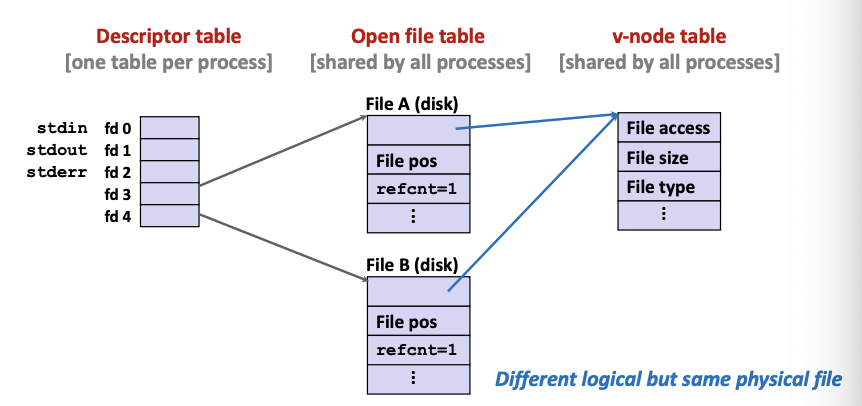 Descriptor table
[one table per process]
Open file table
[shared by all processes]
v-node table
[shared by all processes]
stdin fd 0
stdout fd 1
stderr fd 2
fd 3
fd 4
File A (disk)
File pos
refcnt=1
⋮
File B (disk)
File pos
refcnt=1
⋮
File access
File size
File type
⋮
Different logical but same physical file